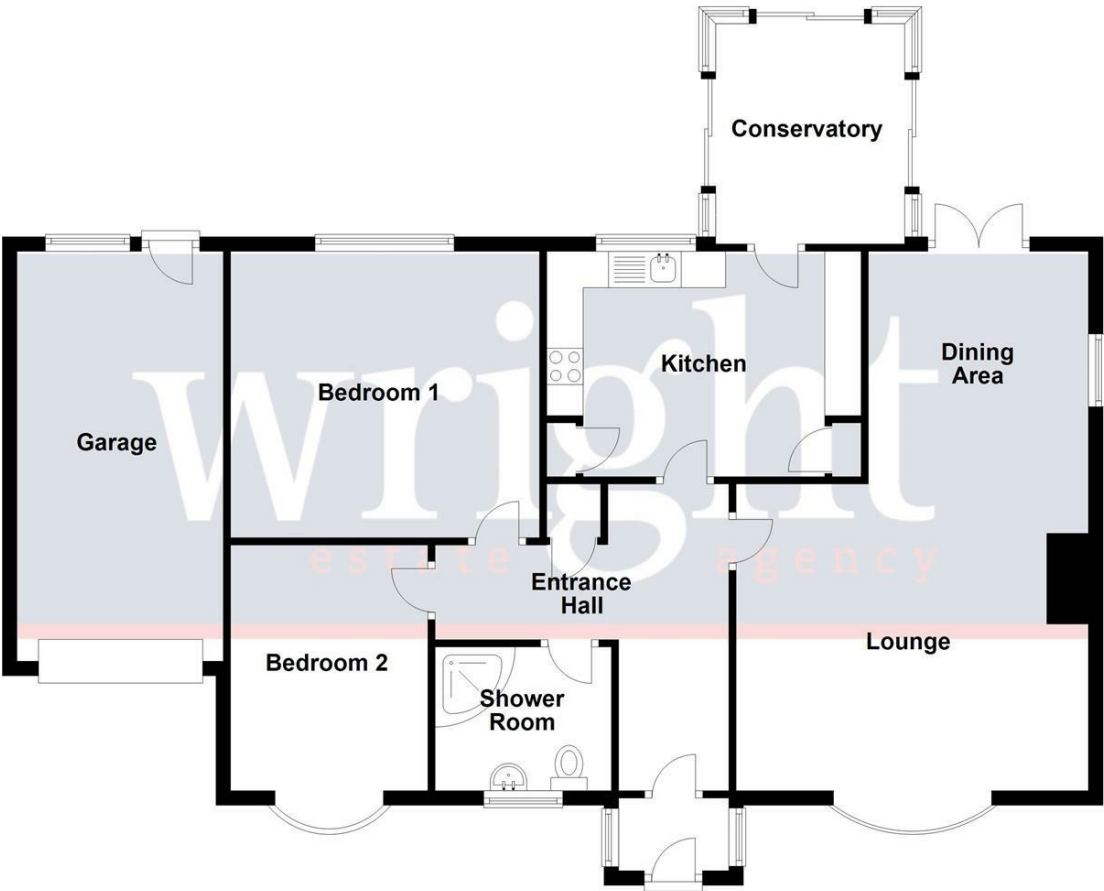 Conservatory
Dining
Area
Kitchen
Bedroom 1
Garage
wright
estate agency
Entrance
Hall
Lounge
Bedroom 2
Shower
Room